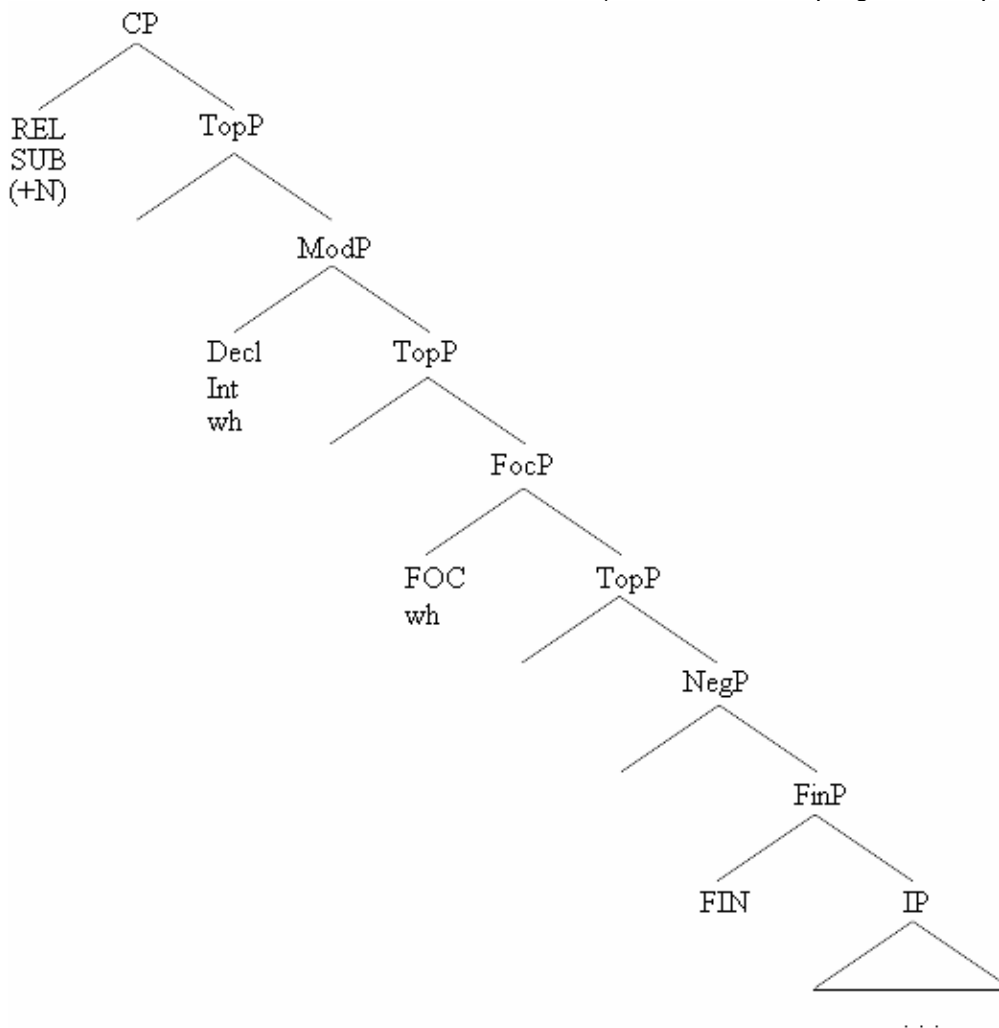 CP
REL
SUB
(+N)
TopP
ModP
Decl
Int
wh
TopP
FocP
FOC
wh
TopP
NegP
FinP
FIN
IP
. . .